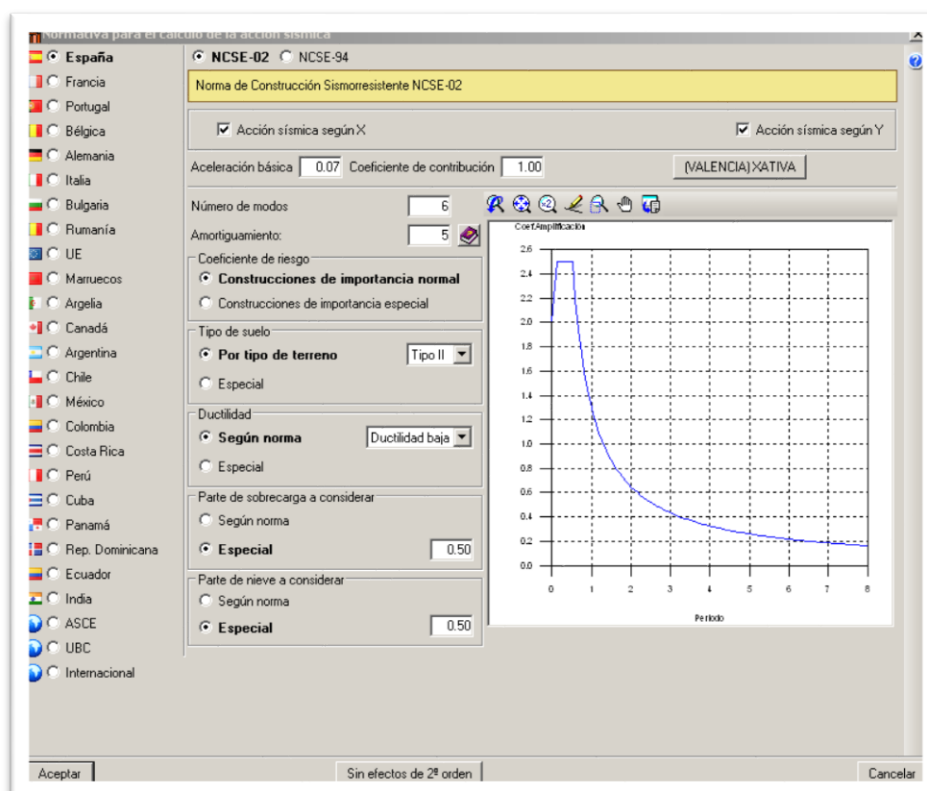 Normativa para el cálculo de la acción sísmica
España
Francia
Portugal
Bélgica
Alemania
Italia
Bulgaria
Rumanía
UE
Marruecos
Argelia
Canadá
Argentina
Chile
México
Colombia
Costa Rica
Perú
Cuba
Panamá
Rep. Dominicana
Ecuador
India
ASCE
UBC
Internacional
NCSE-02 NCSE-94
Norma de Construcción Sismorresistente NCSE-02
Acción sísmica según X Acción sísmica según Y
Aceleración básica 0.07 Coeficiente de contribución 1.00 (VALENCIA) XATIVA
Número de modos 6
Amortiguamiento: 5
Coeficiente de riesgo
Construcciones de importancia normal
Construcciones de importancia especial
Tipo de suelo
Por tipo de terreno Tipo II
Especial
Ductilidad
Según norma Ductilidad baja
Especial
Parte de sobrecarga a considerar
Según norma
Especial 0.50
Parte de nieve a considerar
Según norma
Especial 0.50
Coef.Amplificación
2.6
2.4
2.2
2.0
1.8
1.6
1.4
1.2
1.0
0.8
0.6
0.4
0.2
0.0
0 1 2 3 4 5 6 7 8
Periodo
Aceptar Sin efectos de 2ª orden Cancelar